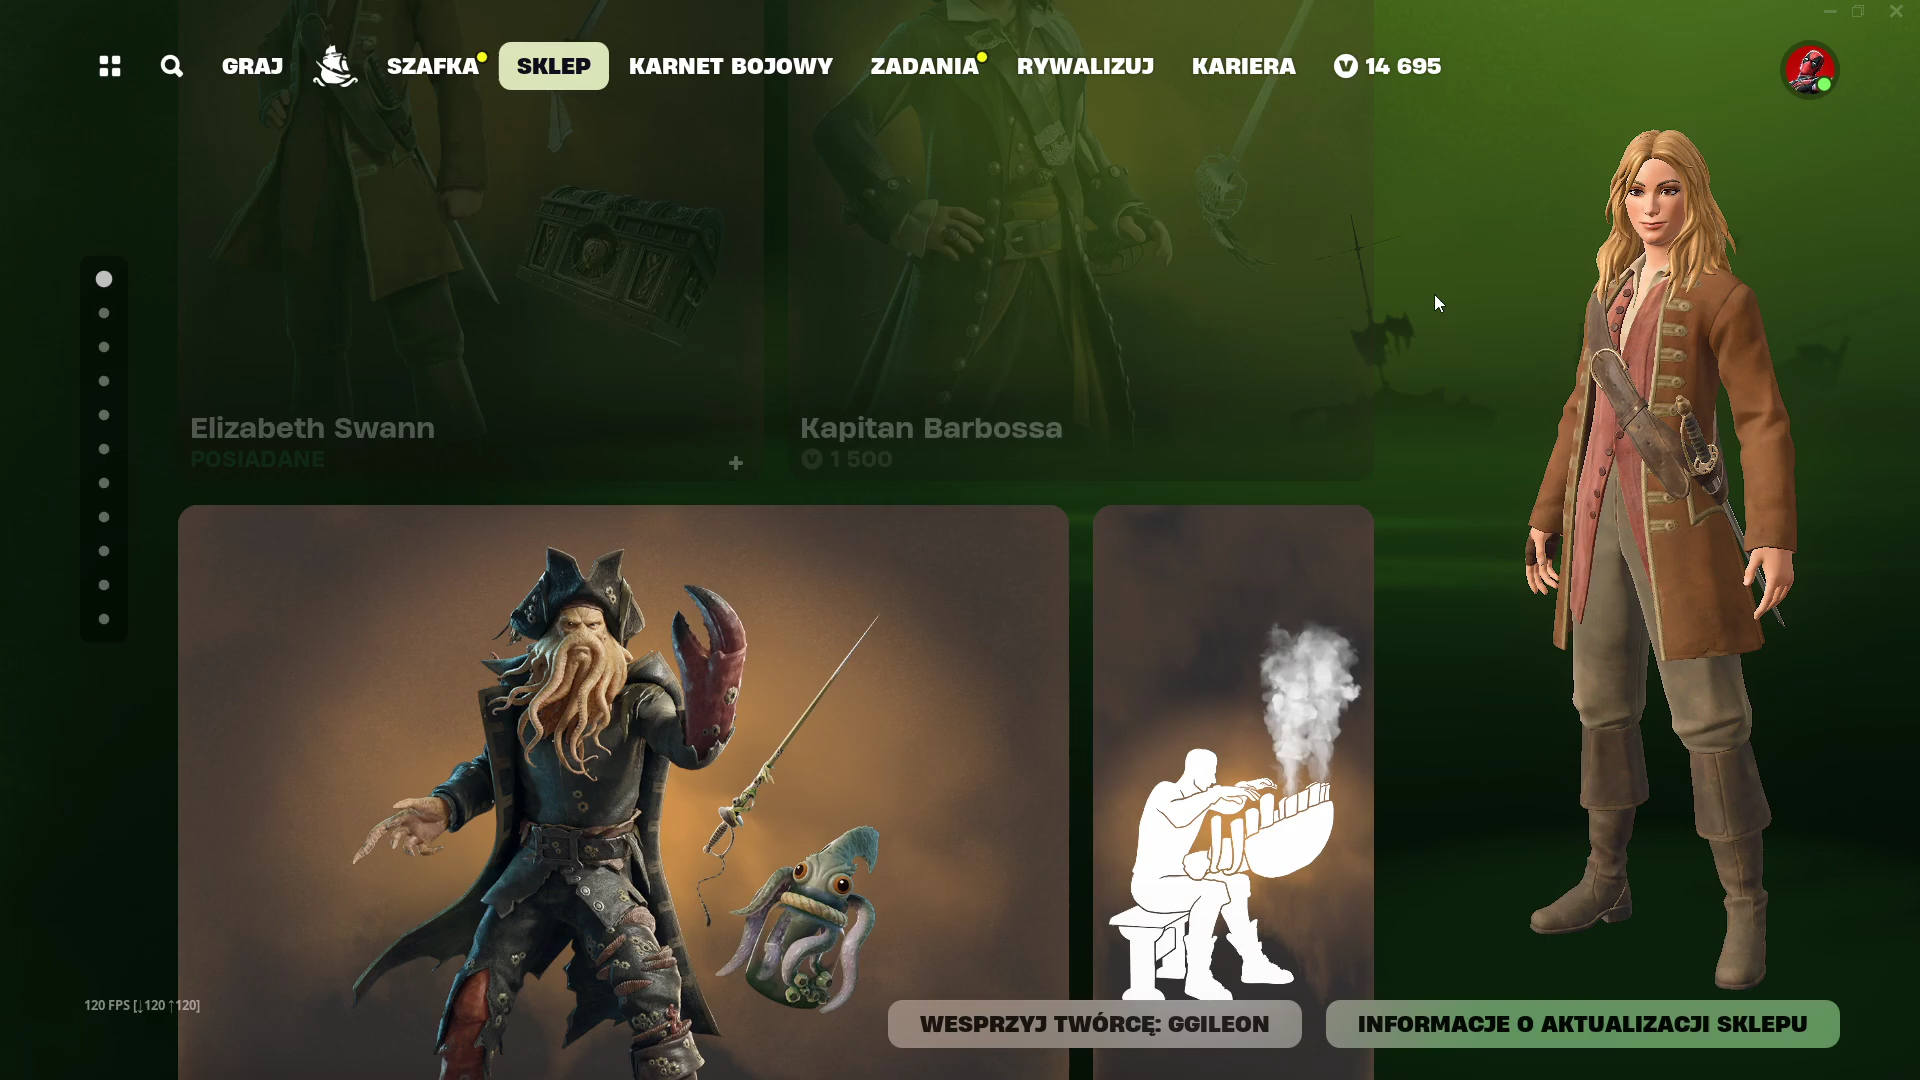 GRAJ
SZAFKA
SKLEP
KARNET BOJOWY
ZADANIA
RYWALIZUJ
KARIERA
14 695
Elizabeth Swann
POSIADANE
Kapitan Barbossa
1 500
120 FPS [↓120 ↑120]
WESPRZYJ TWÓRCĘ: GGILEON
INFORMACJE O AKTUALIZACJI SKLEPU